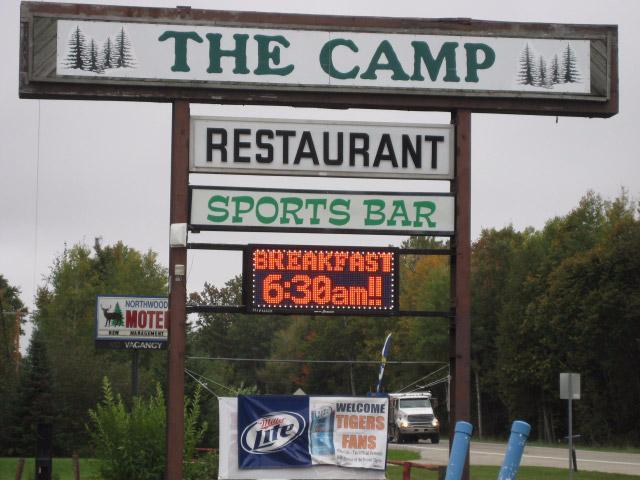 THE CAMP
RESTAURANT
SPORTS BAR
BREAKFAST
6:30am!!
NORTHWOOD
MOTEL
NEW MANAGEMENT
VACANCY
Miller
Lite
WELCOME
TIGERS
FANS